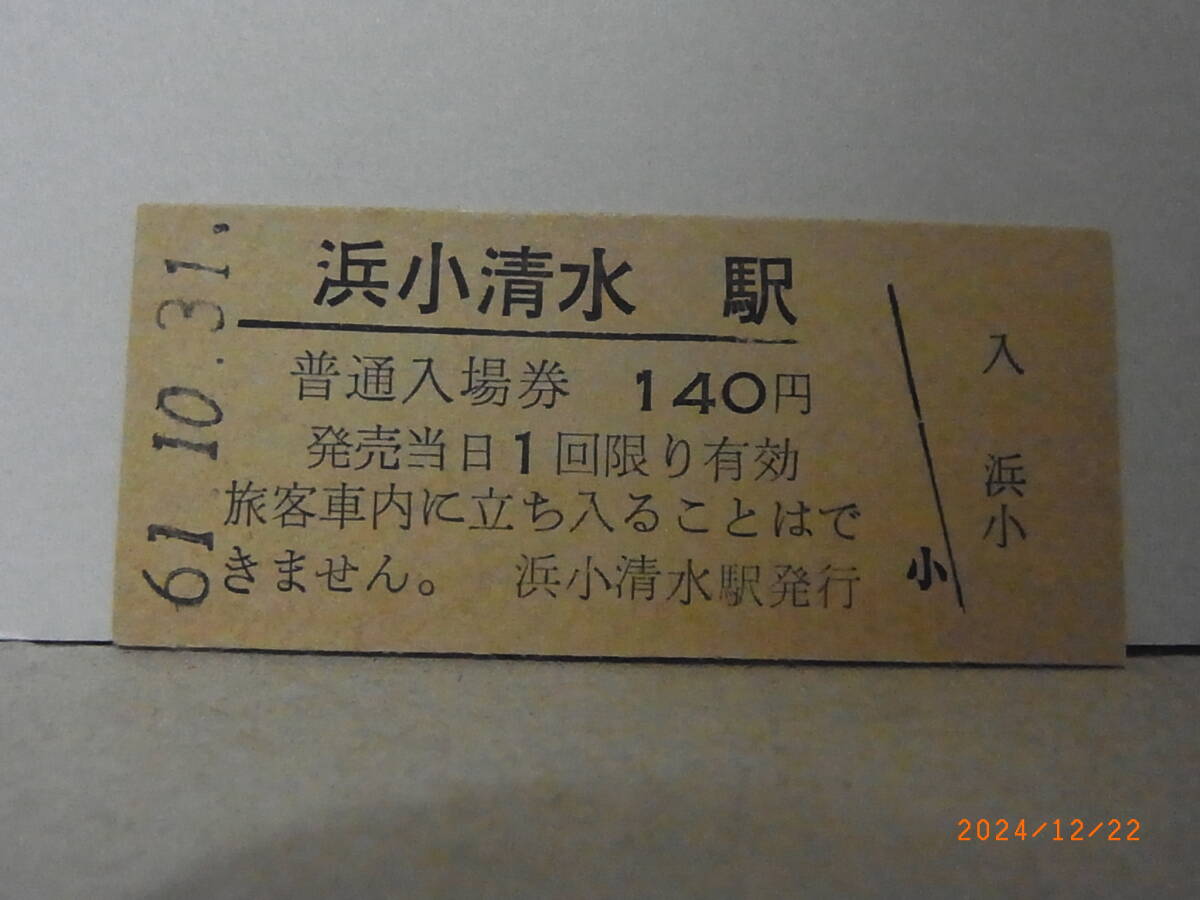 61.10.31.
浜小清水 駅
普通入場券 140円
発売当日1回限り有効
旅客車内に立ち入ることはで
きません。 浜小清水駅発行
小
入
浜小
2024/12/22